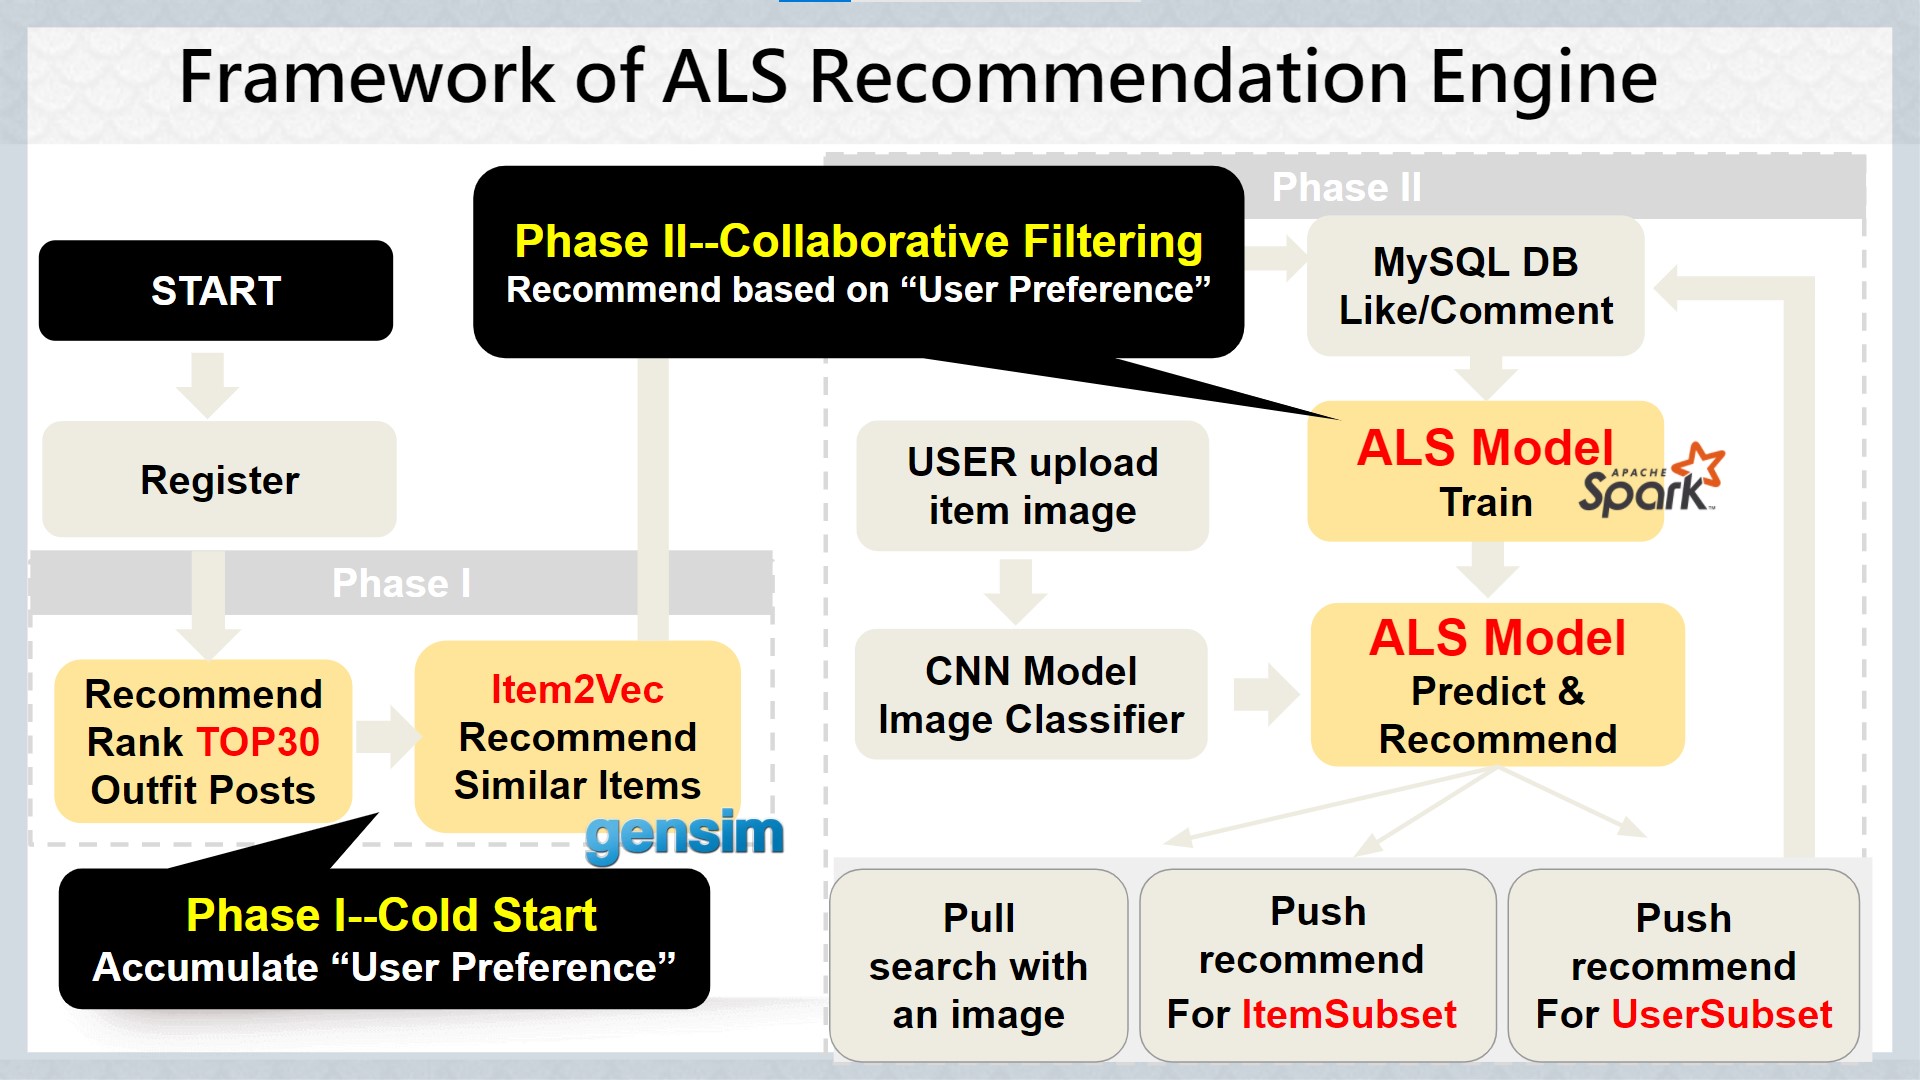 Framework of ALS Recommendation Engine
START
Register
Phase I
Recommend
Rank TOP30
Outfit Posts
Item2Vec
Recommend
Similar Items
gensim
Phase I--Cold Start
Accumulate “User Preference”
Phase II--Collaborative Filtering
Recommend based on “User Preference”
Phase II
MySQL DB
Like/Comment
USER upload
item image
ALS Model
Train
APACHE
Spark™
CNN Model
Image Classifier
ALS Model
Predict &
Recommend
Pull
search with
an image
Push
recommend
For ItemSubset
Push
recommend
For UserSubset